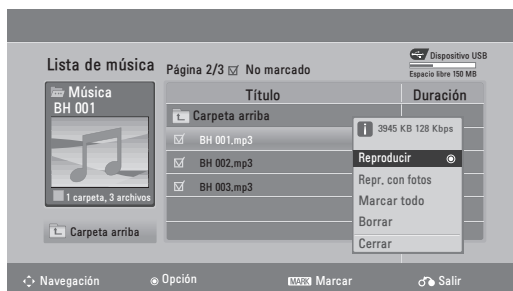 Lista de música
Página 2/3 No marcado
Dispositivo USB
Espacio libre 150 MB
Música
BH 001
1 carpeta, 3 archivos
Carpeta arriba
Título
Duración
Carpeta arriba
BH 001,mp3
BH 002,mp3
BH 003,mp3
3945 KB 128 Kbps
Reproducir
Repr. con fotos
Marcar todo
Borrar
Cerrar
Navegación
Opción
MARK Marcar
Salir